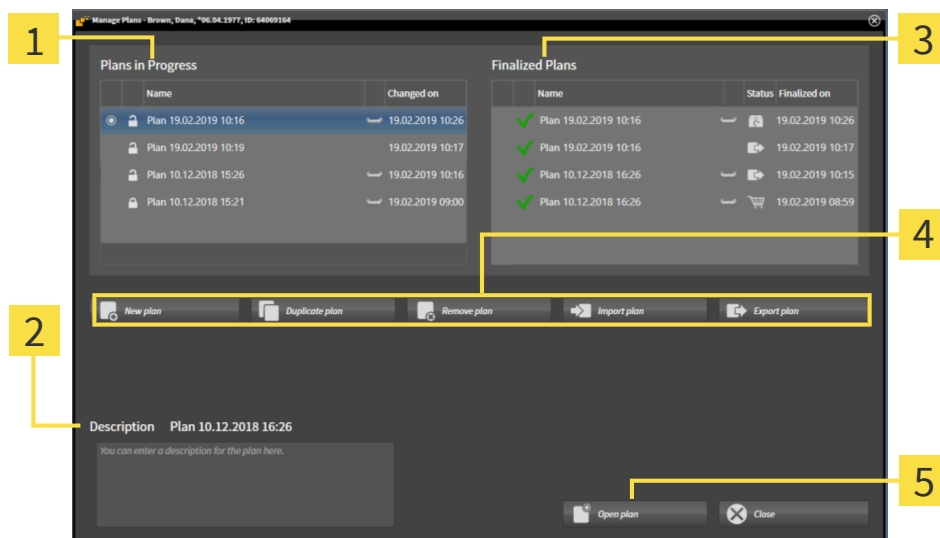 Manage Plans - Brown, Dana, *06.04.1977, ID: 64069164
1
3
Plans in Progress
Finalized Plans
Name Changed on
Name Status Finalized on
Plan 19.02.2019 10:16 19.02.2019 10:26
Plan 19.02.2019 10:16 19.02.2019 10:26
Plan 19.02.2019 10:19 19.02.2019 10:17
Plan 19.02.2019 10:16 19.02.2019 10:17
Plan 10.12.2018 15:26 19.02.2019 10:16
Plan 10.12.2018 16:26 19.02.2019 10:15
Plan 10.12.2018 15:21 19.02.2019 09:00
Plan 10.12.2018 16:26 19.02.2019 08:59
4
New plan
Duplicate plan
Remove plan
Import plan
Export plan
2
Description Plan 10.12.2018 16:26
You can enter a description for the plan here.
5
Open plan
Close